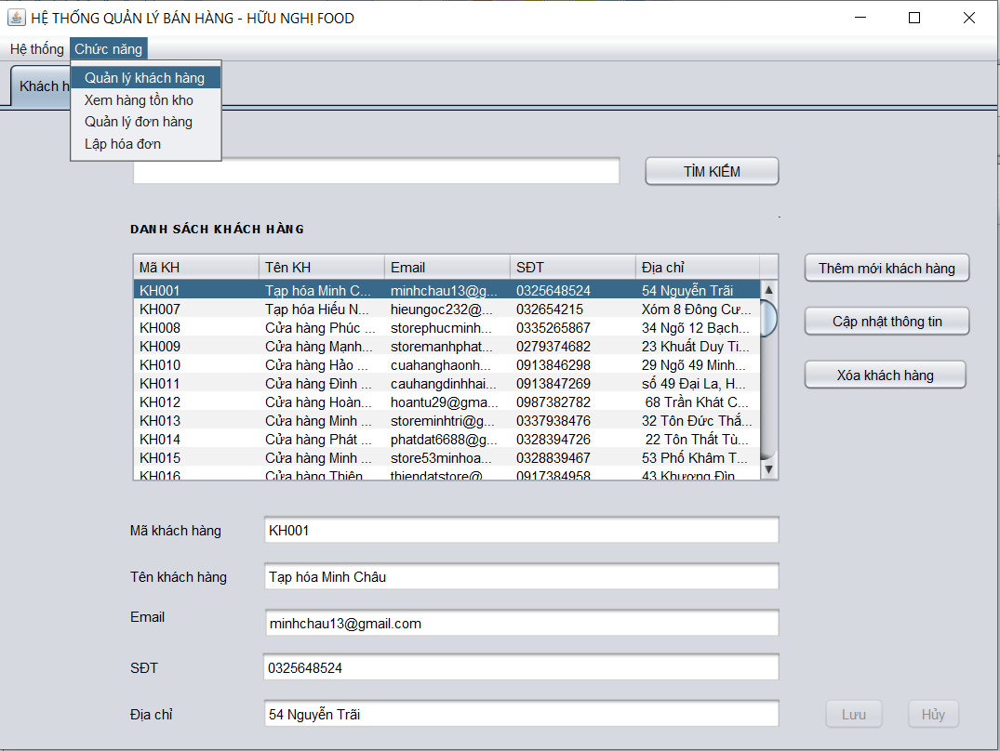 HỆ THỐNG QUẢN LÝ BÁN HÀNG - HỮU NGHỊ FOOD
Hệ thống Chức năng
Quản lý khách hàng
Xem hàng tồn kho
Quản lý đơn hàng
Lập hóa đơn
Khách h
TÌM KIẾM
DANH SÁCH KHÁCH HÀNG
Mã KH Tên KH Email SĐT Địa chỉ
KH001 Tạp hóa Minh C... minhchau13@g... 0325648524 54 Nguyễn Trãi
KH007 Tạp hóa Hiếu N... hieungoc232@... 032654215 Xóm 8 Đông Cư...
KH008 Cửa hàng Phúc ... storephucminh... 0335265867 34 Ngõ 12 Bạch...
KH009 Cửa hàng Mạnh... storemanhphat... 0279374682 23 Khuất Duy Ti...
KH010 Cửa hàng Hảo ... cuahanghaonh... 0913846298 29 Ngõ 49 Minh...
KH011 Cửa hàng Đình ... cauhangdinhhai... 0913847269 số 49 Đại La, H...
KH012 Cửa hàng Hoàn... hoantu29@gma... 0987382782 68 Trần Khát C...
KH013 Cửa hàng Minh ... storeminhtri@g... 0337938476 32 Tôn Đức Thắ...
KH014 Cửa hàng Phát ... phatdat6688@g... 0328394726 22 Tôn Thất Tù...
KH015 Cửa hàng Minh ... store53minhoa... 0328839467 53 Phố Khâm T...
KH016 Cửa hàng Thiên thiendatstore@ 0917384958 43 Khương Đìn
Thêm mới khách hàng
Cập nhật thông tin
Xóa khách hàng
Mã khách hàng KH001
Tên khách hàng Tạp hóa Minh Châu
Email minhchau13@gmail.com
SĐT 0325648524
Địa chỉ 54 Nguyễn Trãi
Lưu Hủy